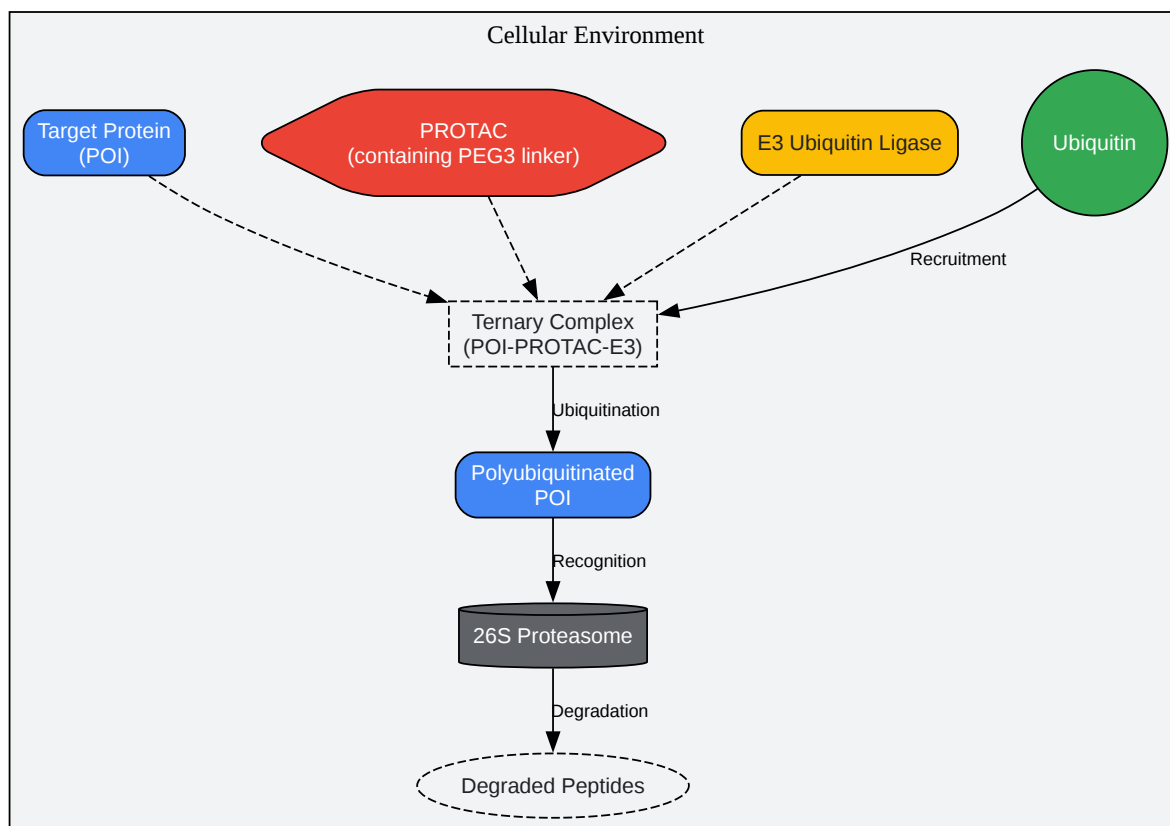 Cellular Environment
Target Protein
(POI)
PROTAC
(containing PEG3 linker)
E3 Ubiquitin Ligase
Ubiquitin
Recruitment
Ternary Complex
(POI-PROTAC-E3)
Ubiquitination
Polyubiquitinated
POI
Recognition
26S Proteasome
Degradation
Degraded Peptides